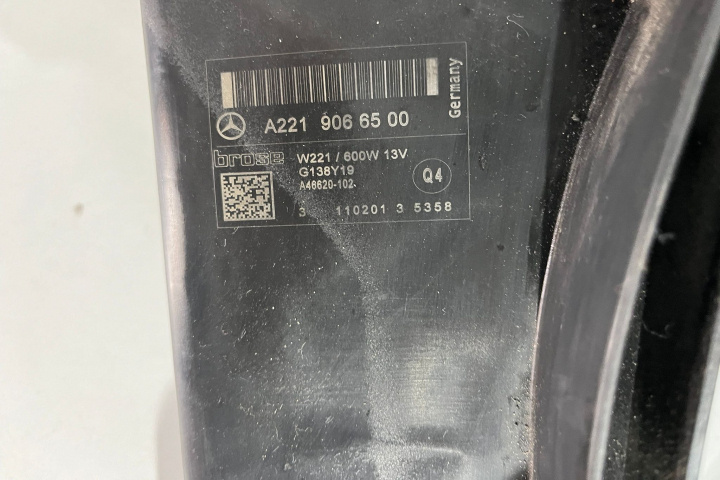 Germany
A221 906 65 00
brose W221 / 600W 13V
G138Y19
A46620-102-
Q4
3 110201 3 5358